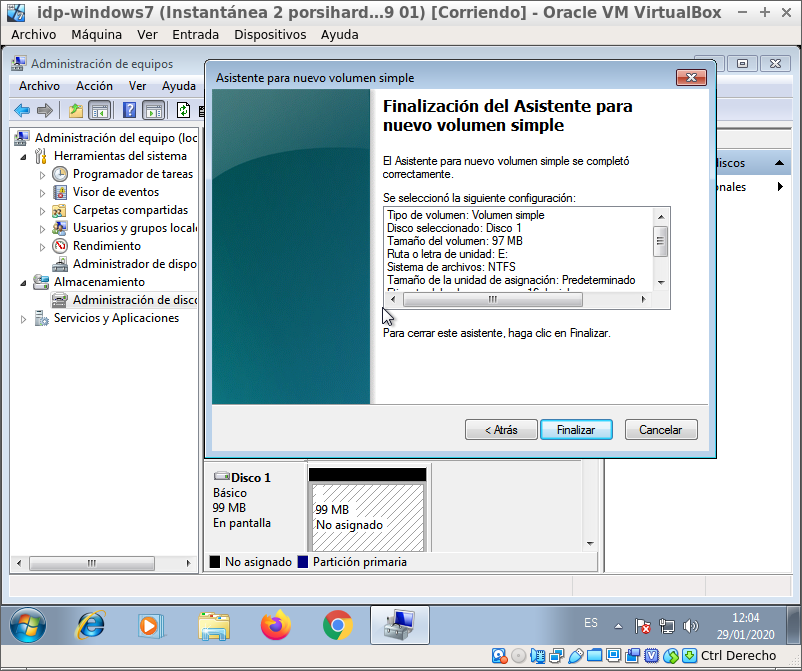 idp-windows7 (Instantánea 2 porsihard...9 01) [Corriendo] - Oracle VM VirtualBox
Archivo Máquina Ver Entrada Dispositivos Ayuda
Administración de equipos
Archivo Acción Ver Ayuda
Administración del equipo (loc
Herramientas del sistema
Programador de tareas
Visor de eventos
Carpetas compartidas
Usuarios y grupos local
Rendimiento
Administrador de dispo
Almacenamiento
Administración de disc
Servicios y Aplicaciones
Asistente para nuevo volumen simple
Finalización del Asistente para
nuevo volumen simple
El Asistente para nuevo volumen simple se completó
correctamente.
Se seleccionó la siguiente configuración:
Tipo de volumen: Volumen simple
Disco seleccionado: Disco 1
Tamaño del volumen: 97 MB
Ruta o letra de unidad: E:
Sistema de archivos: NTFS
Tamaño de la unidad de asignación: Predeterminado
Para cerrar este asistente, haga clic en Finalizar.
< Atrás Finalizar Cancelar
iscos
onales
Disco 1
Básico
99 MB
En pantalla
99 MB
No asignado
No asignado Partición primaria
ES
12:04
29/01/2020
Ctrl Derecho